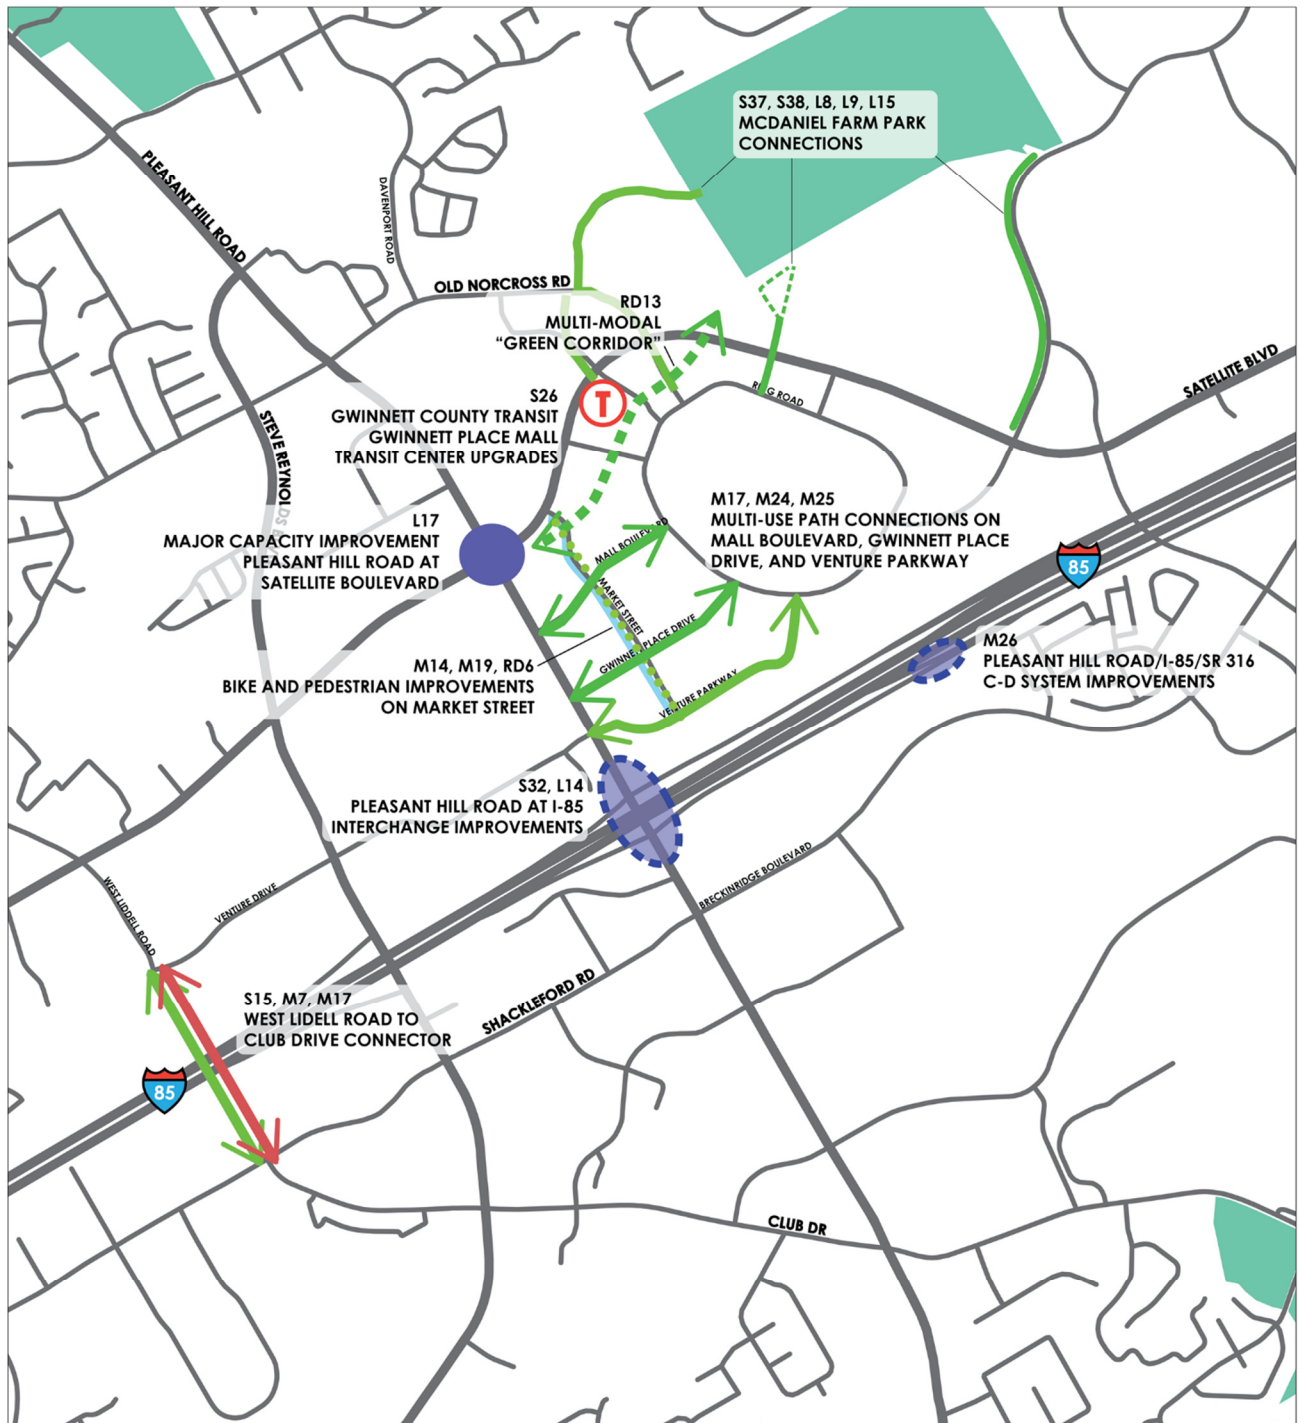 S37, S38, L8, L9, L15
MCDANIEL FARM PARK
CONNECTIONS
PLEASANT HILL ROAD
DAVENPORT ROAD
OLD NORCROSS RD
RD13
MULTI-MODAL
“GREEN CORRIDOR”
SATELLITE BLVD
RING ROAD
T
S26
GWINNETT COUNTY TRANSIT
GWINNETT PLACE MALL
TRANSIT CENTER UPGRADES
STEVE REYNOLDS
L17
MAJOR CAPACITY IMPROVEMENT
PLEASANT HILL ROAD AT
SATELLITE BOULEVARD
M17, M24, M25
MULTI-USE PATH CONNECTIONS ON
MALL BOULEVARD, GWINNETT PLACE
DRIVE, AND VENTURE PARKWAY
MALL BOULEVARD
MARKET STREET
85
GWINNETT PLACE DRIVE
M14, M19, RD6
BIKE AND PEDESTRIAN IMPROVEMENTS
ON MARKET STREET
VENTURE PARKWAY
M26
PLEASANT HILL ROAD/I-85/SR 316
C-D SYSTEM IMPROVEMENTS
S32, L14
PLEASANT HILL ROAD AT I-85
INTERCHANGE IMPROVEMENTS
BRECKINRIDGE BOULEVARD
WEST LIDDELL ROAD
VENTURE DRIVE
SHACKLEFORD RD
S15, M7, M17
WEST LIDELL ROAD TO
CLUB DRIVE CONNECTOR
85
CLUB DR